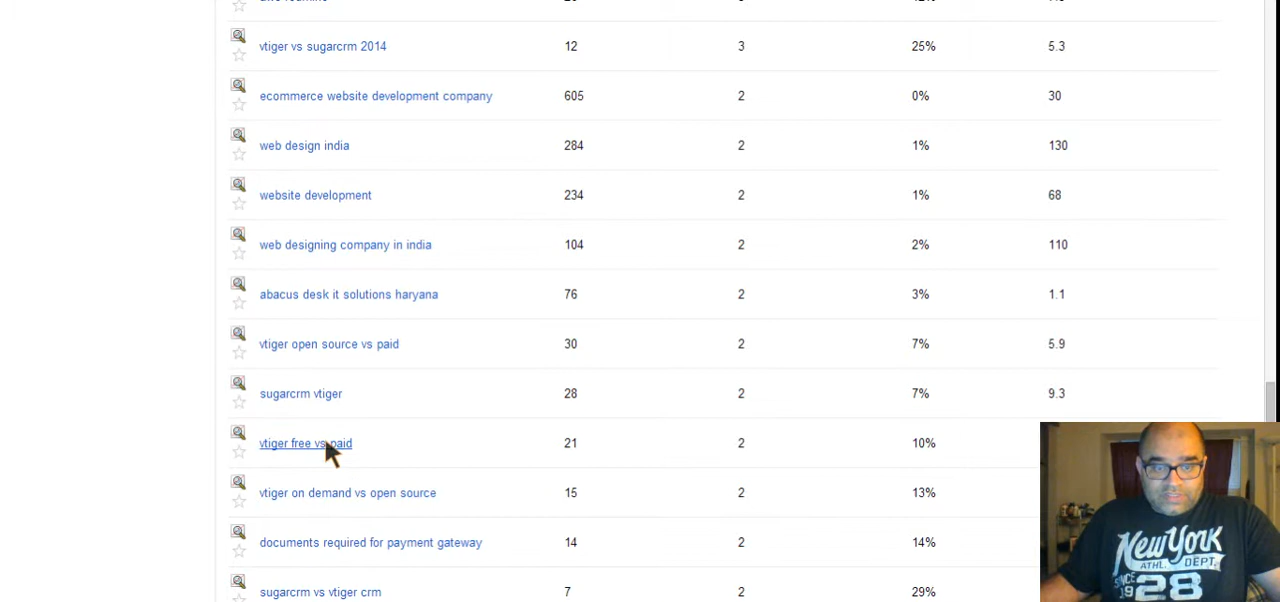 vtiger vs sugarcrm 2014 12 3 25% 5.3
ecommerce website development company 605 2 0% 30
web design india 284 2 1% 130
website development 234 2 1% 68
web designing company in india 104 2 2% 110
abacus desk it solutions haryana 76 2 3% 1.1
vtiger open source vs paid 30 2 7% 5.9
sugarcrm vtiger 28 2 7% 9.3
vtiger free vs paid 21 2 10%
vtiger on demand vs open source 15 2 13%
documents required for payment gateway 14 2 14%
sugarcrm vs vtiger crm 7 2 29%
NEW YORK
ATHL. DEPT.
SINCE
1928